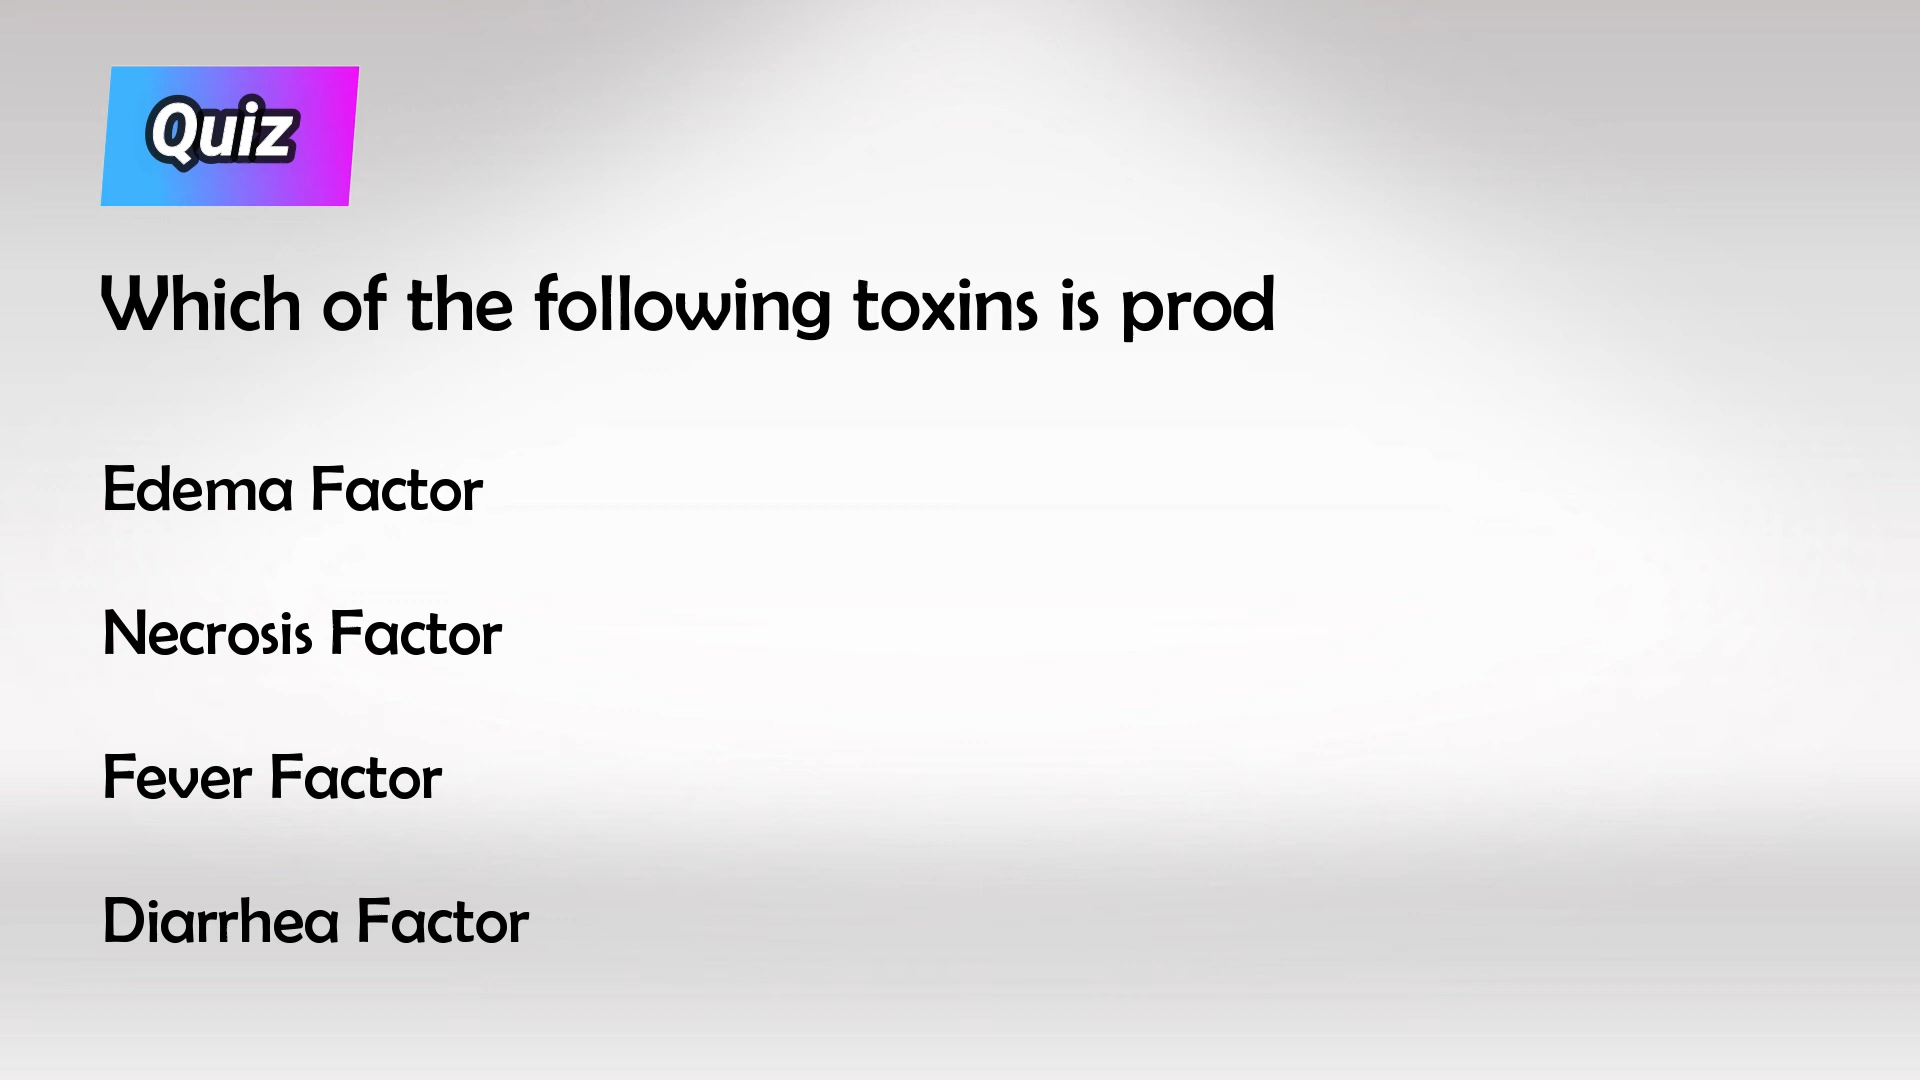 Quiz
Which of the following toxins is prod
Edema Factor
Necrosis Factor
Fever Factor
Diarrhea Factor